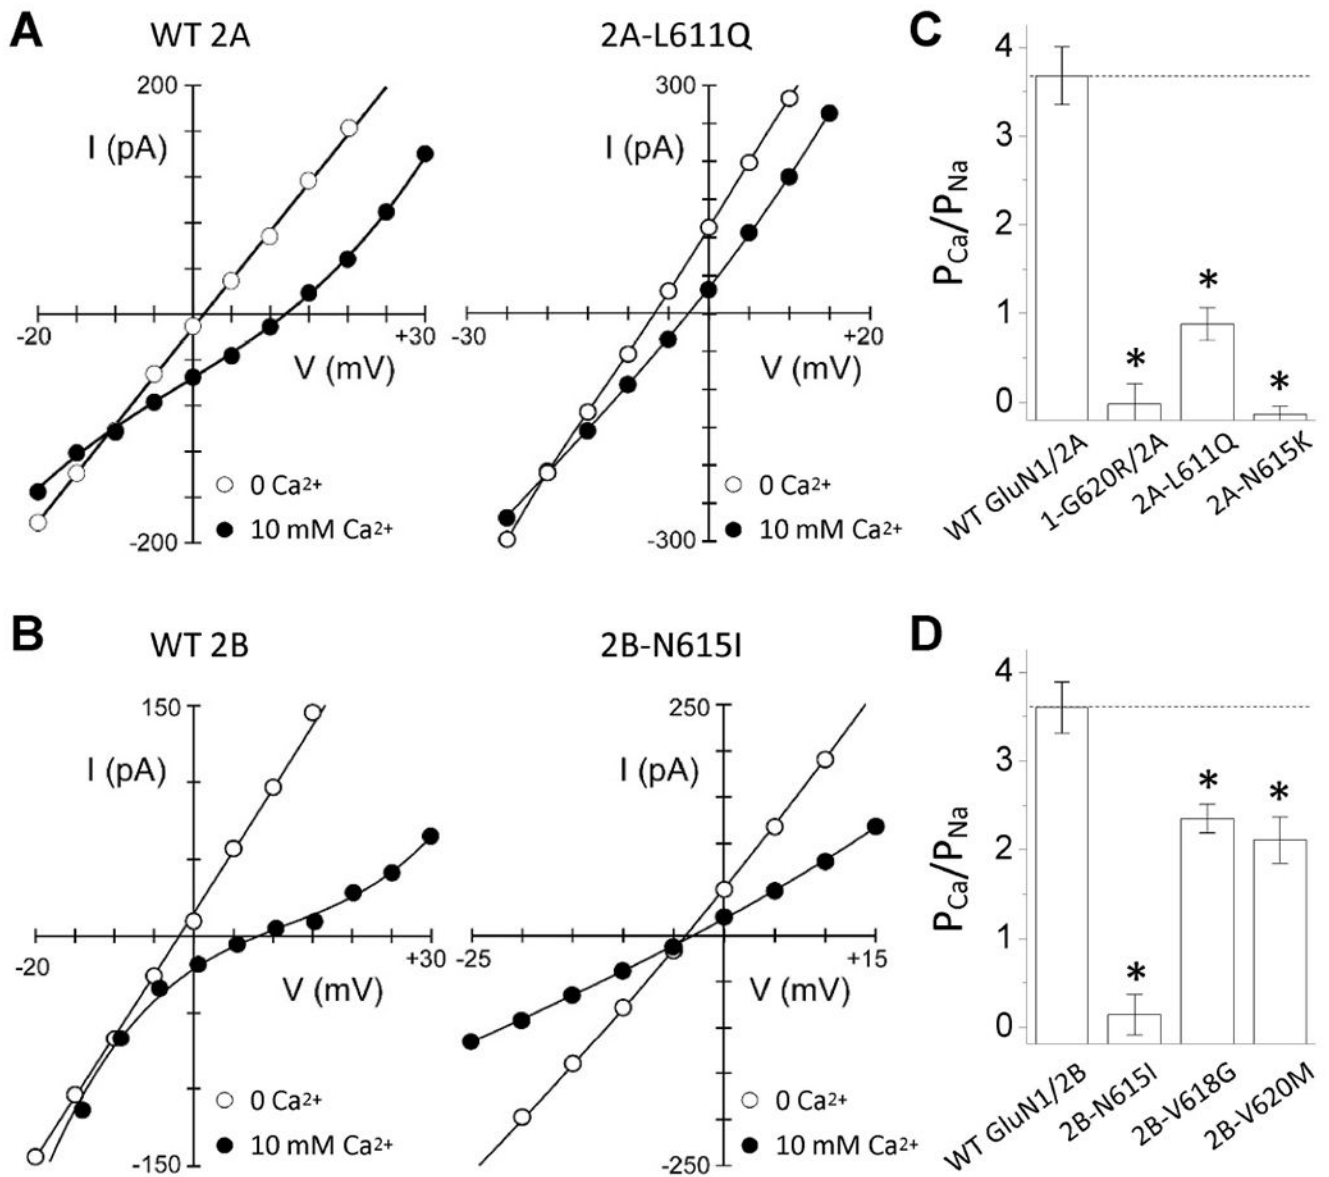 A
WT 2A
200
I (pA)
-20
+30
V (mV)
0 Ca2+
10 mM Ca2+
-200
2A-L611Q
300
I (pA)
-30
+20
V (mV)
0 Ca2+
10 mM Ca2+
-300
C
4
3
2
1
0
PCa/PNa
*
*
*
WT GluN1/2A
1-G620R/2A
2A-L611Q
2A-N615K
B
WT 2B
150
I (pA)
-20
+30
V (mV)
0 Ca2+
10 mM Ca2+
-150
2B-N615I
250
I (pA)
-25
+15
V (mV)
0 Ca2+
10 mM Ca2+
-250
D
4
3
2
1
0
PCa/PNa
*
*
*
WT GluN1/2B
2B-N615I
2B-V618G
2B-V620M